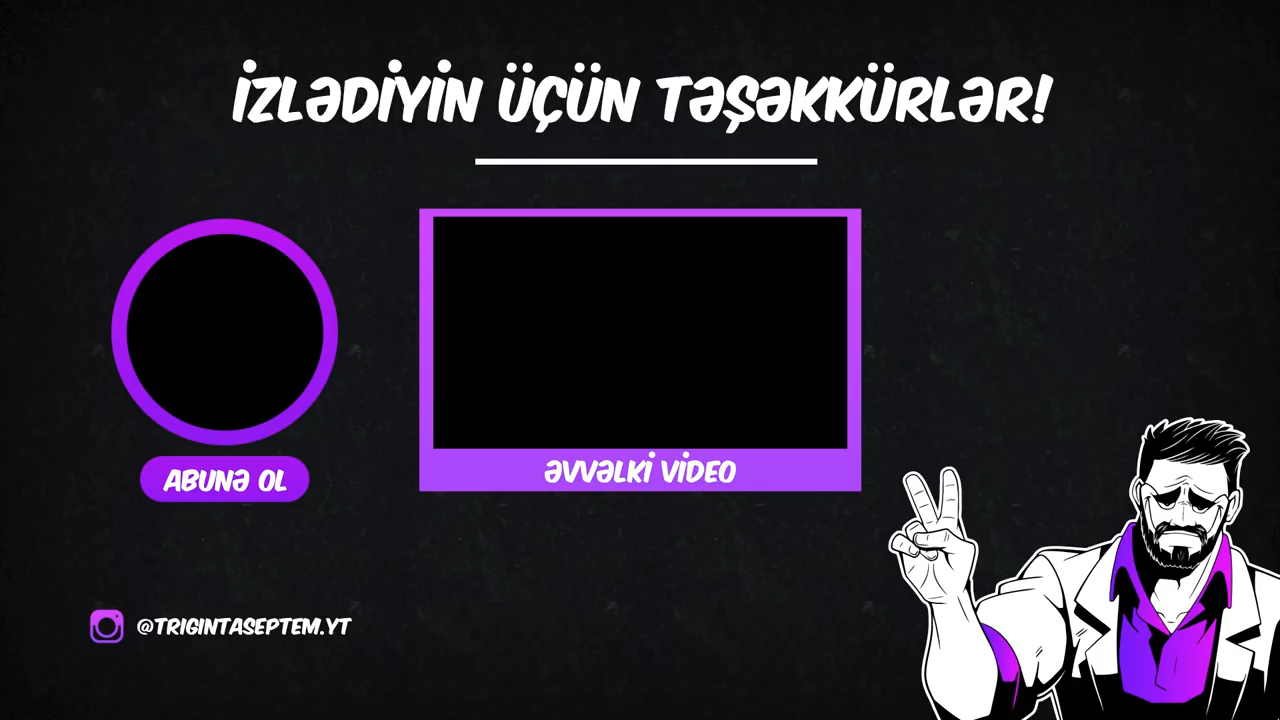 İZLƏDİYİN ÜÇÜN TƏŞƏKKÜRLƏR!
ƏVVƏLKİ VİDEO
ABUNƏ OL
@TRIGINTASEPTEM.YT